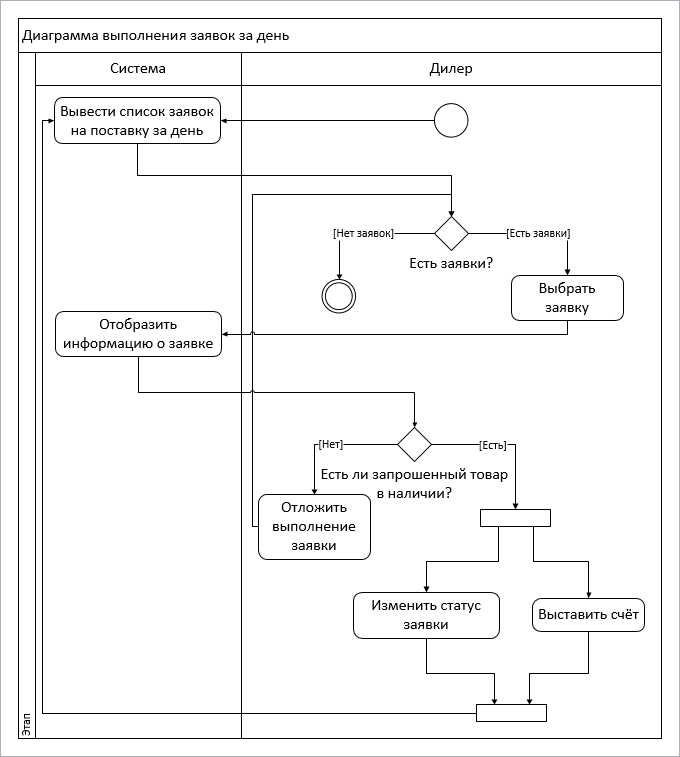 Диаграмма выполнения заявок за день
Система
Дилер
Вывести список заявок
на поставку за день
[Нет заявок]
[Есть заявки]
Есть заявки?
Выбрать
заявку
Отобразить
информацию о заявке
[Нет]
[Есть]
Есть ли запрошенный товар
в наличии?
Отложить
выполнение
заявки
Изменить статус
заявки
Выставить счёт
Этап